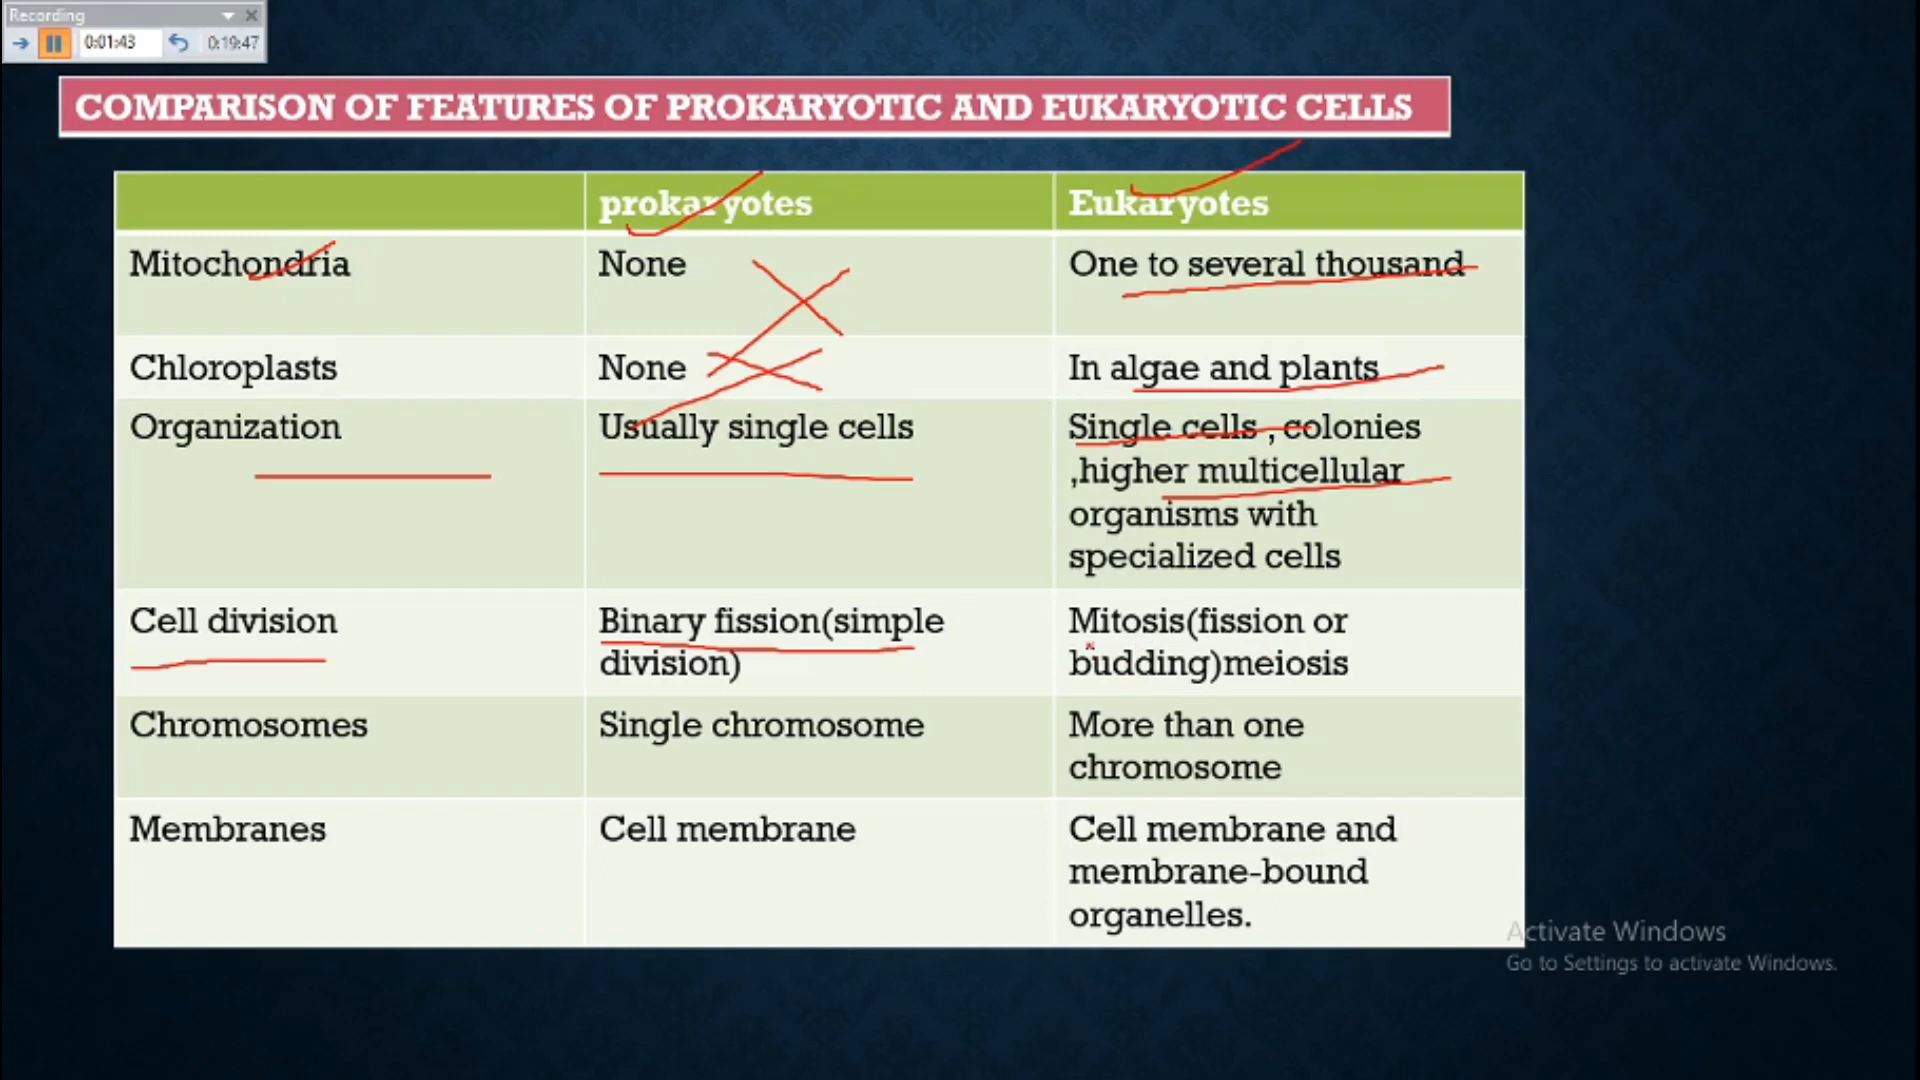 Recording
0:01:43 0:19:47
COMPARISON OF FEATURES OF PROKARYOTIC AND EUKARYOTIC CELLS
prokaryotes Eukaryotes
Mitochondria None One to several thousand
Chloroplasts None In algae and plants
Organization Usually single cells Single cells , colonies
,higher multicellular
organisms with
specialized cells
Cell division Binary fission(simple Mitosis(fission or
division) budding)meiosis
Chromosomes Single chromosome More than one
chromosome
Membranes Cell membrane Cell membrane and
membrane-bound
organelles.
Activate Windows
Go to Settings to activate Windows.